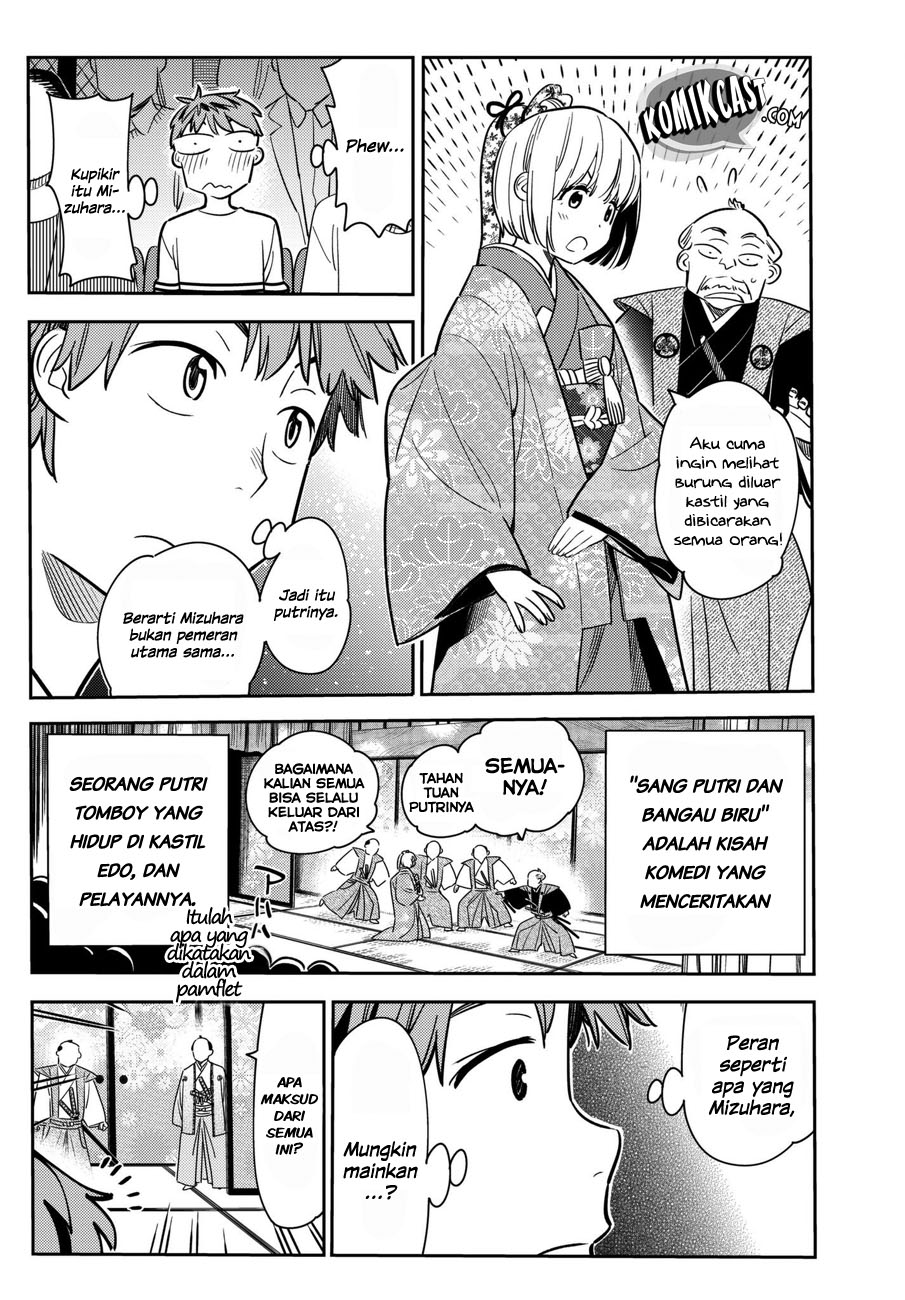 KOMIKCAST
.COM
Aku cuma
ingin melihat
burung diluar
kastil yang
dibicarakan
semua orang!
Phew...
Kupikir
itu Mi-
zuhara...
Jadi itu
putrinya.
Berarti Mizuhara
bukan pemeran
utama sama...
"SANG PUTRI DAN
BANGAU BIRU"
ADALAH KISAH
KOMEDI YANG
MENCERITAKAN
SEMUA-
NYA!
TAHAN
TUAN
PUTRINYA
BAGAIMANA
KALIAN SEMUA
BISA SELALU
KELUAR DARI
ATAS?!
SEORANG PUTRI
TOMBOY YANG
HIDUP DI KASTIL
EDO, DAN
PELAYANNYA.
Itulah
apa yang
dikatakan
dalam
pamflet
Peran
seperti
apa yang
Mizuhara,
Mungkin
mainkan
...?
APA
MAKSUD
DARI
SEMUA
INI?